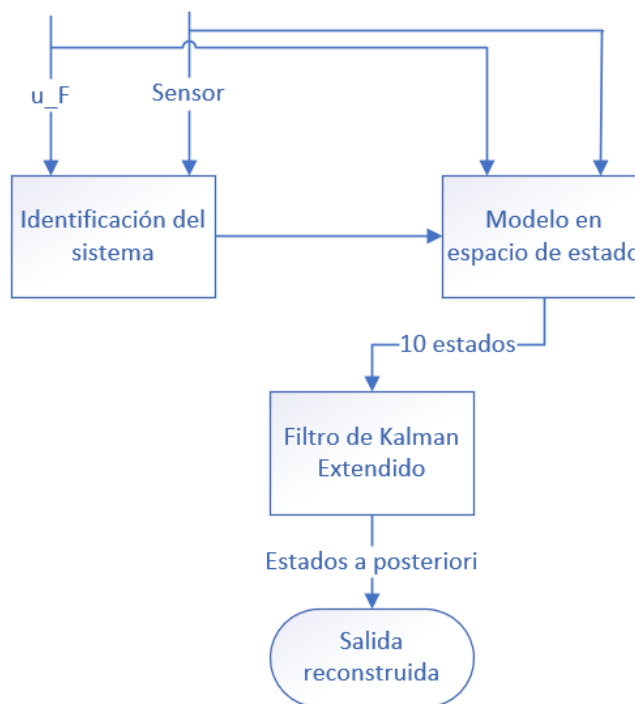 u_F
Sensor
Identificación del
sistema
Modelo en
espacio de estado
10 estados
Filtro de Kalman
Extendido
Estados a posteriori
Salida
reconstruida